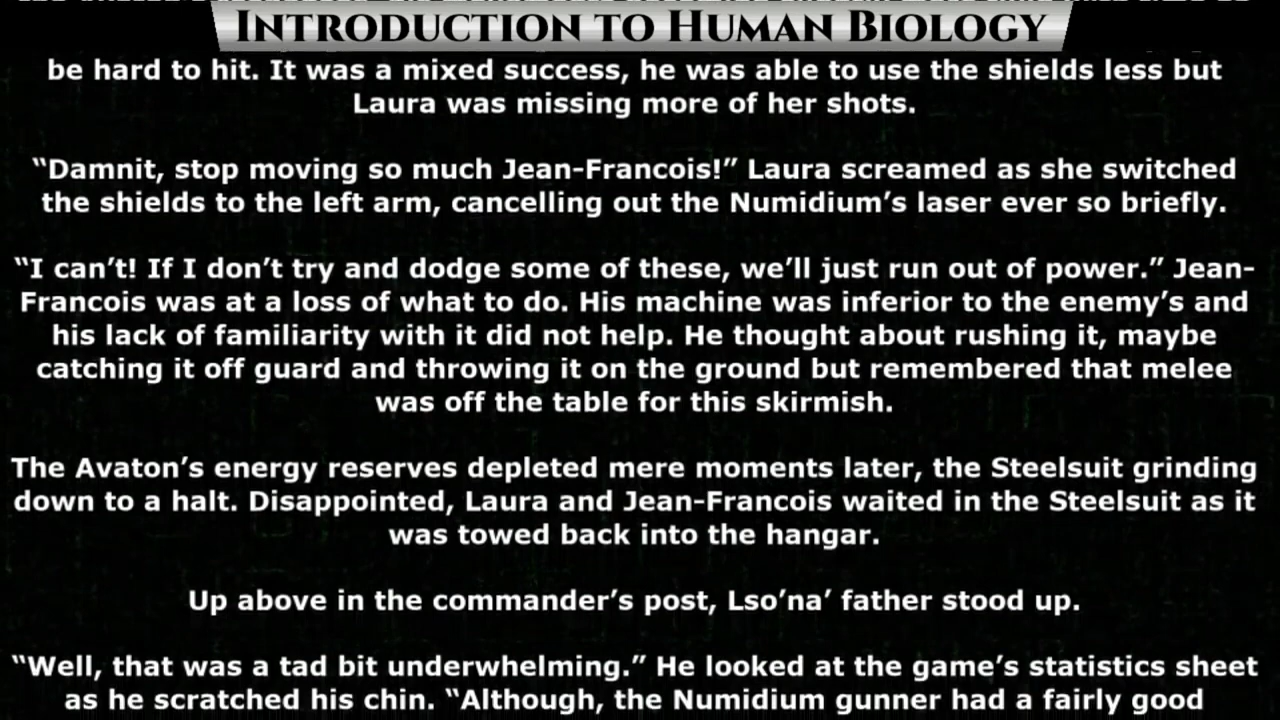 INTRODUCTION TO HUMAN BIOLOGY
be hard to hit. It was a mixed success, he was able to use the shields less but
Laura was missing more of her shots.
“Damnit, stop moving so much Jean-Francois!” Laura screamed as she switched
the shields to the left arm, cancelling out the Numidium’s laser ever so briefly.
“I can’t! If I don’t try and dodge some of these, we’ll just run out of power.” Jean-
Francois was at a loss of what to do. His machine was inferior to the enemy’s and
his lack of familiarity with it did not help. He thought about rushing it, maybe
catching it off guard and throwing it on the ground but remembered that melee
was off the table for this skirmish.
The Avaton’s energy reserves depleted mere moments later, the Steelsuit grinding
down to a halt. Disappointed, Laura and Jean-Francois waited in the Steelsuit as it
was towed back into the hangar.
Up above in the commander’s post, Lso’na’ father stood up.
“Well, that was a tad bit underwhelming.” He looked at the game’s statistics sheet
as he scratched his chin. “Although, the Numidium gunner had a fairly good